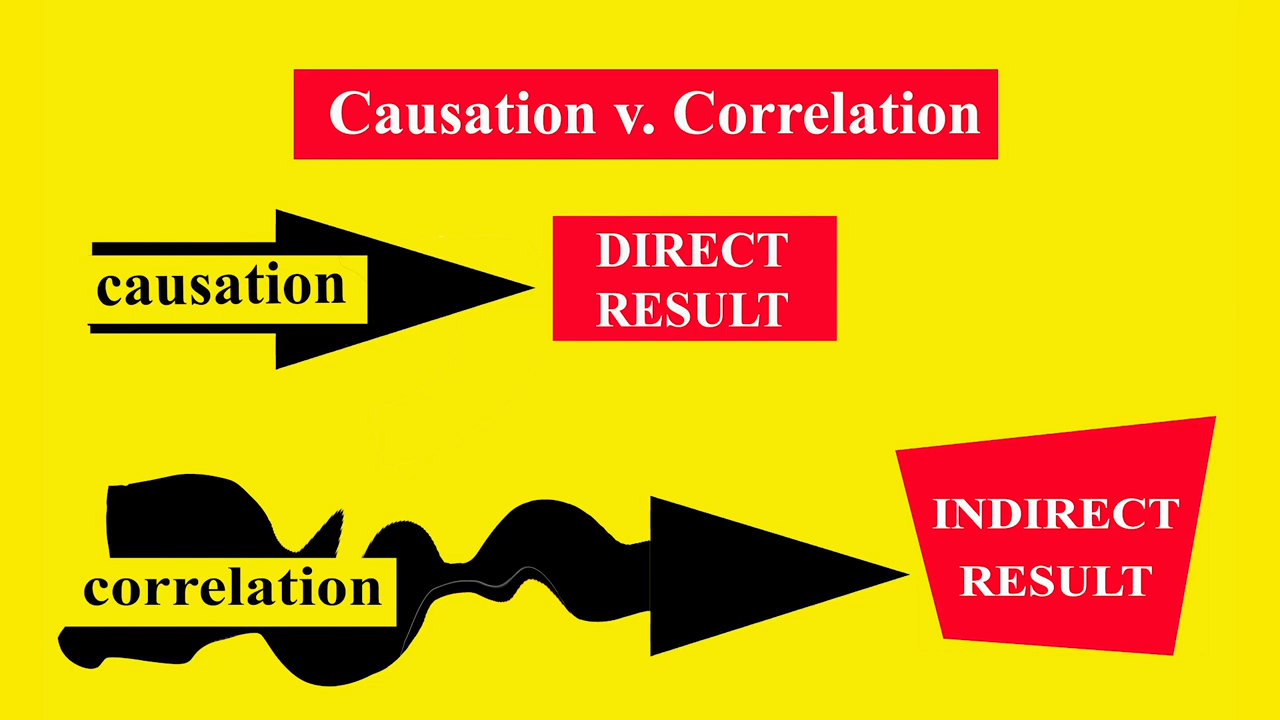 Causation v. Correlation
causation
DIRECT
RESULT
correlation
INDIRECT
RESULT